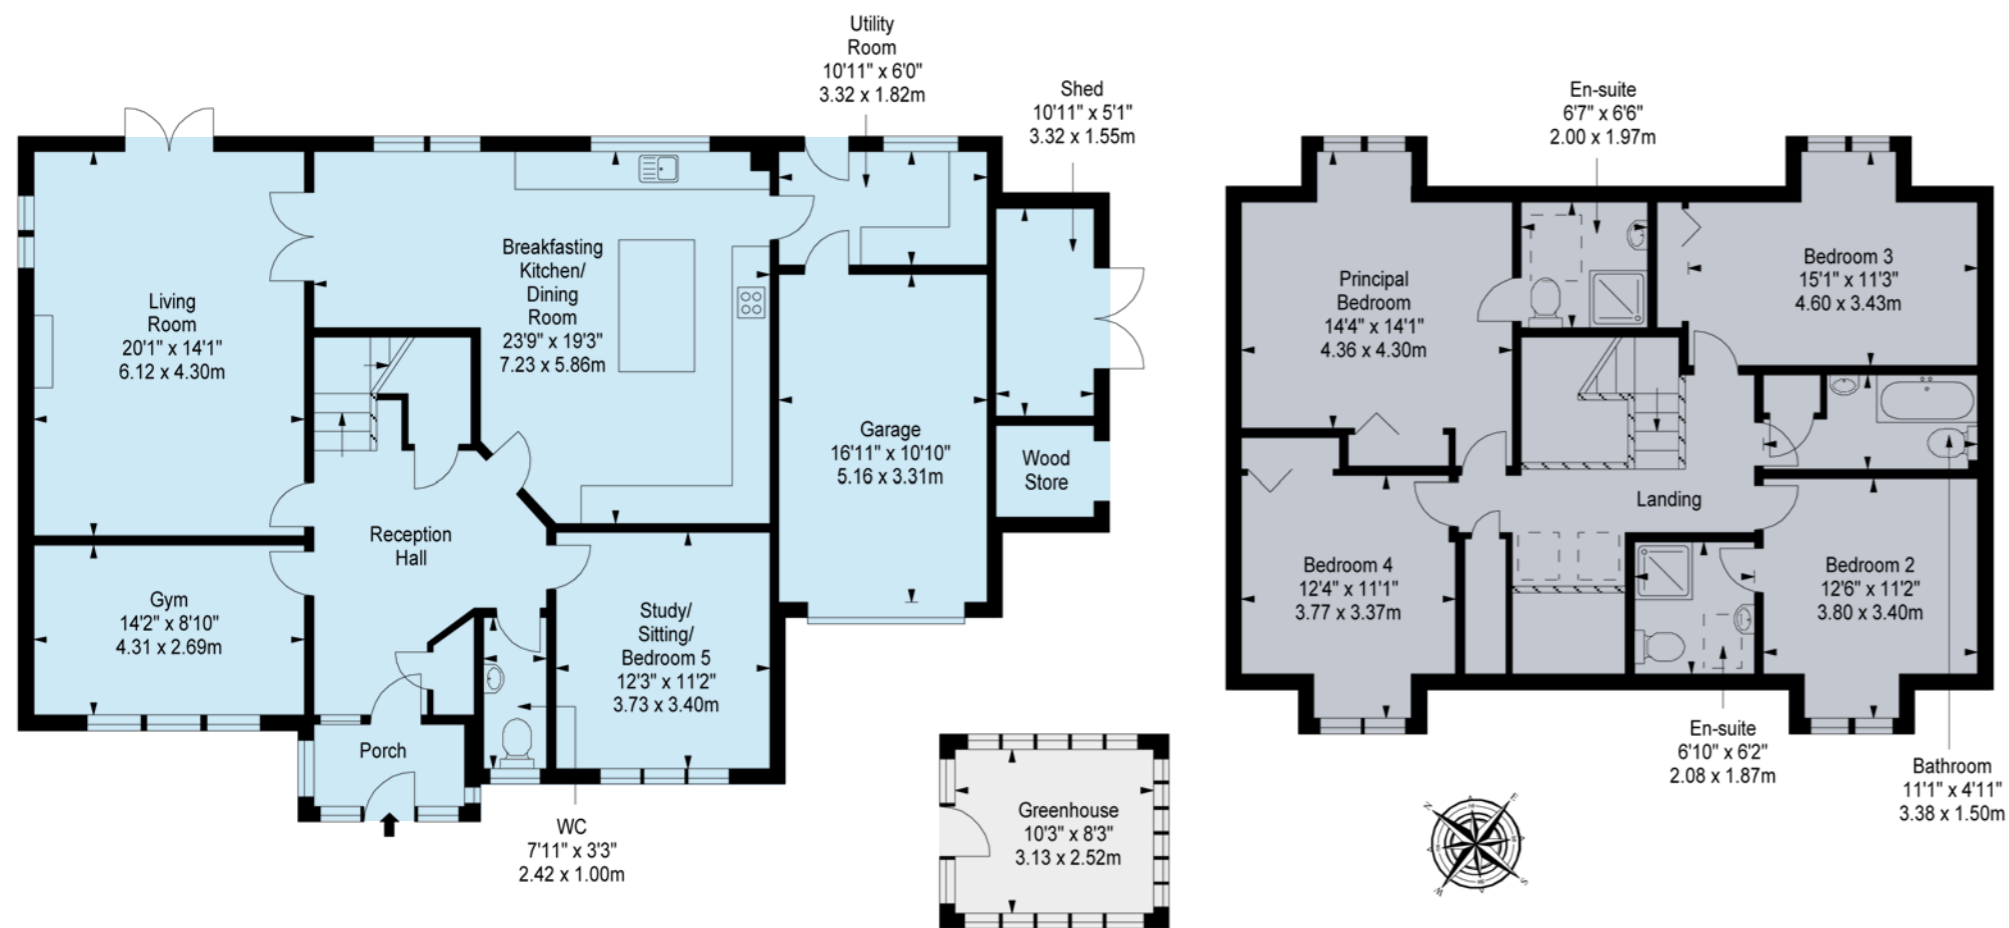 Utility
Room
10'11" x 6'0"
3.32 x 1.82m
Shed
10'11" x 5'1"
3.32 x 1.55m
Living
Room
20'1" x 14'1"
6.12 x 4.30m
Breakfasting
Kitchen/
Dining
Room
23'9" x 19'3"
7.23 x 5.86m
Garage
16'11" x 10'10"
5.16 x 3.31m
Wood
Store
Reception
Hall
Gym
14'2" x 8'10"
4.31 x 2.69m
Study/
Sitting/
Bedroom 5
12'3" x 11'2"
3.73 x 3.40m
Porch
WC
7'11" x 3'3"
2.42 x 1.00m
Greenhouse
10'3" x 8'3"
3.13 x 2.52m
En-suite
6'7" x 6'6"
2.00 x 1.97m
Principal
Bedroom
14'4" x 14'1"
4.36 x 4.30m
Bedroom 3
15'1" x 11'3"
4.60 x 3.43m
Landing
Bedroom 4
12'4" x 11'1"
3.77 x 3.37m
Bedroom 2
12'6" x 11'2"
3.80 x 3.40m
En-suite
6'10" x 6'2"
2.08 x 1.87m
Bathroom
11'1" x 4'11"
3.38 x 1.50m
N
E
W
S